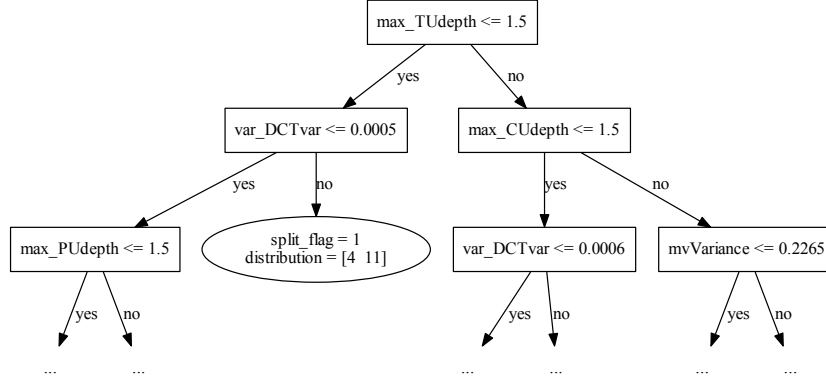 max_TUdepth <= 1.5
yes
no
var_DCTvar <= 0.0005
max_CUdepth <= 1.5
yes
no
yes
no
max_PUdepth <= 1.5
split_flag = 1
distribution = [4 11]
var_DCTvar <= 0.0006
mvVariance <= 0.2265
yes
no
yes
no
yes
no
...
...
...
...
...
...